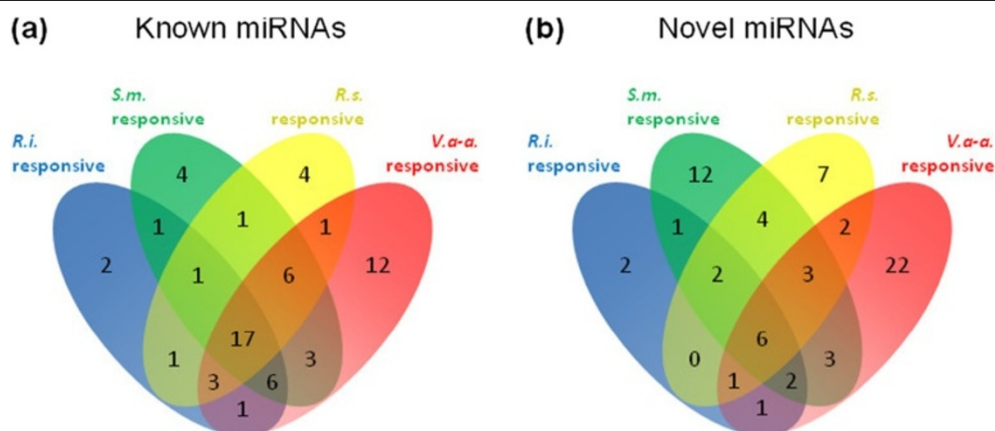 (a) Known miRNAs
S.m.
responsive
R.s.
responsive
R.i.
responsive
V.a-a.
responsive
4
4
1
1
1
2
12
1
6
17
1
3
3
6
1
(b) Novel miRNAs
S.m.
responsive
R.s.
responsive
R.i.
responsive
V.a-a.
responsive
12
7
4
1
2
2
22
2
3
6
0
3
1
2
1